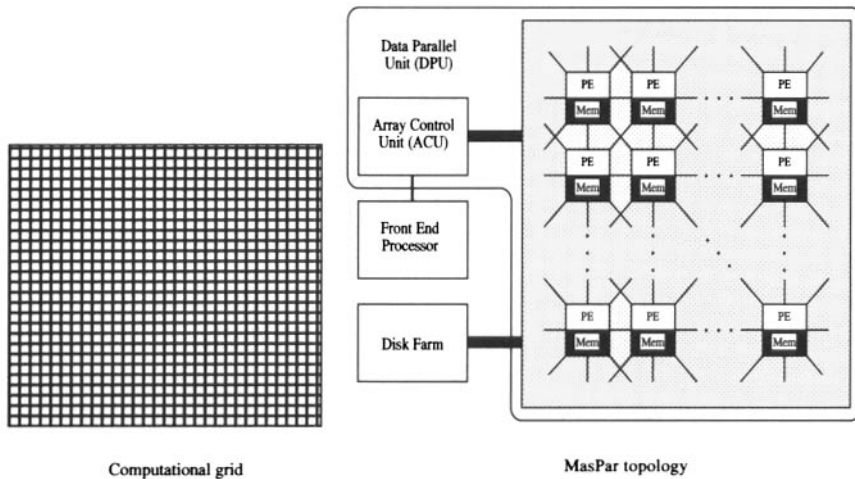 Data Parallel
Unit (DPU)
Array Control
Unit (ACU)
Front End
Processor
Disk Farm
PE
PE
PE
Mem
Mem
Mem
PE
PE
PE
Mem
Mem
Mem
PE
PE
PE
Mem
Mem
Mem
Computational grid
MasPar topology